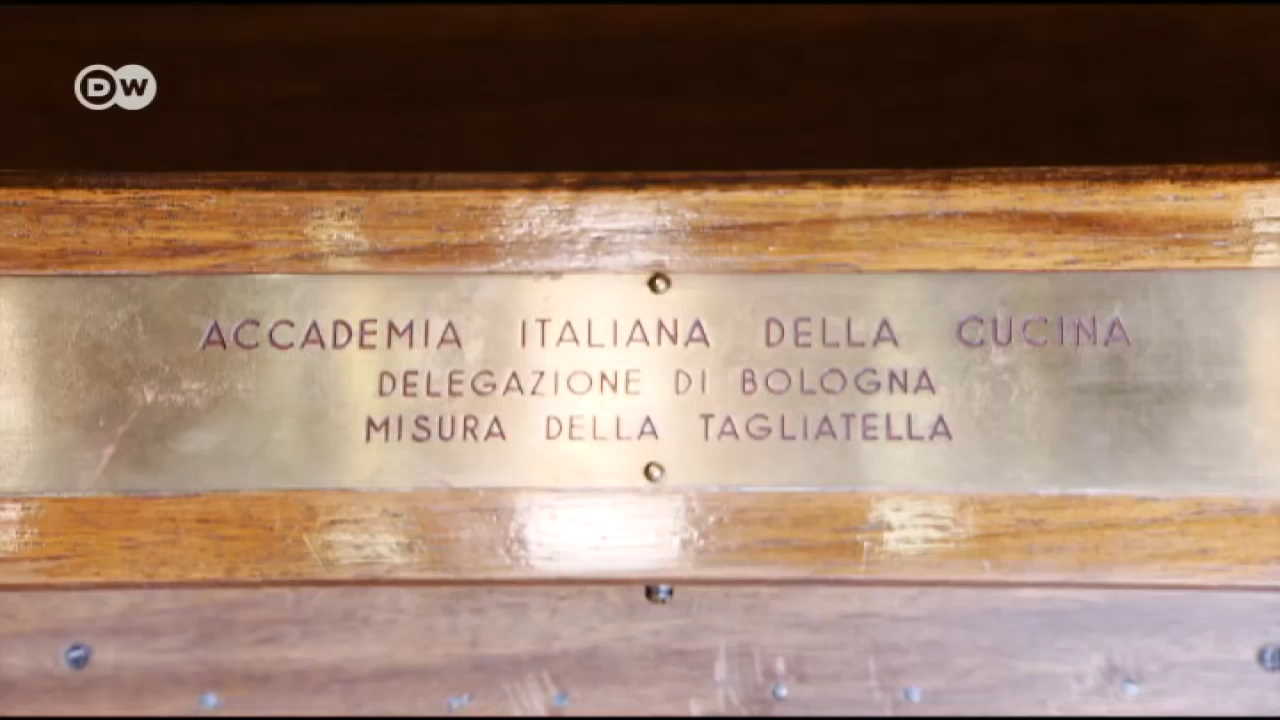 DW
ACCADEMIA ITALIANA DELLA CUCINA
DELEGAZIONE DI BOLOGNA
MISURA DELLA TAGLIATELLA